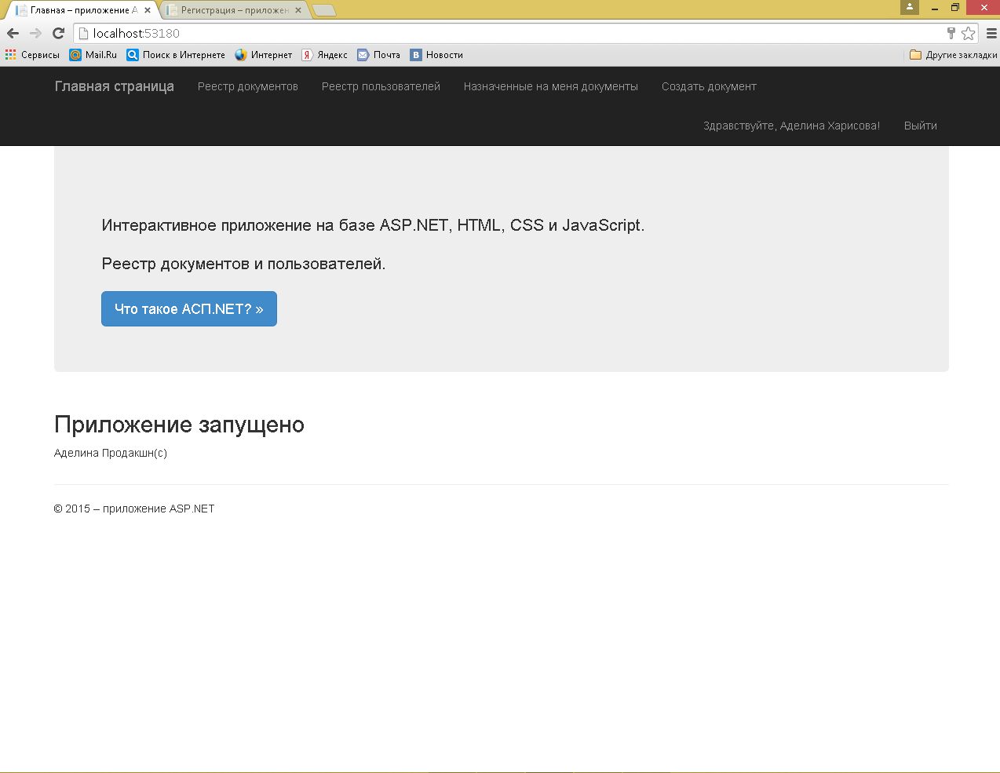 Главная – приложение A
Регистрация – приложен
localhost:53180
Сервисы Mail.Ru Поиск в Интернете Интернет Яндекс Почта Новости Другие закладки
Главная страница Реестр документов Реестр пользователей Назначенные на меня документы Создать документ
Здравствуйте, Аделина Харисова! Выйти
Интерактивное приложение на базе ASP.NET, HTML, CSS и JavaScript.
Реестр документов и пользователей.
Что такое АСП.NET? »
Приложение запущено
Аделина Продакшн(с)
© 2015 – приложение ASP.NET